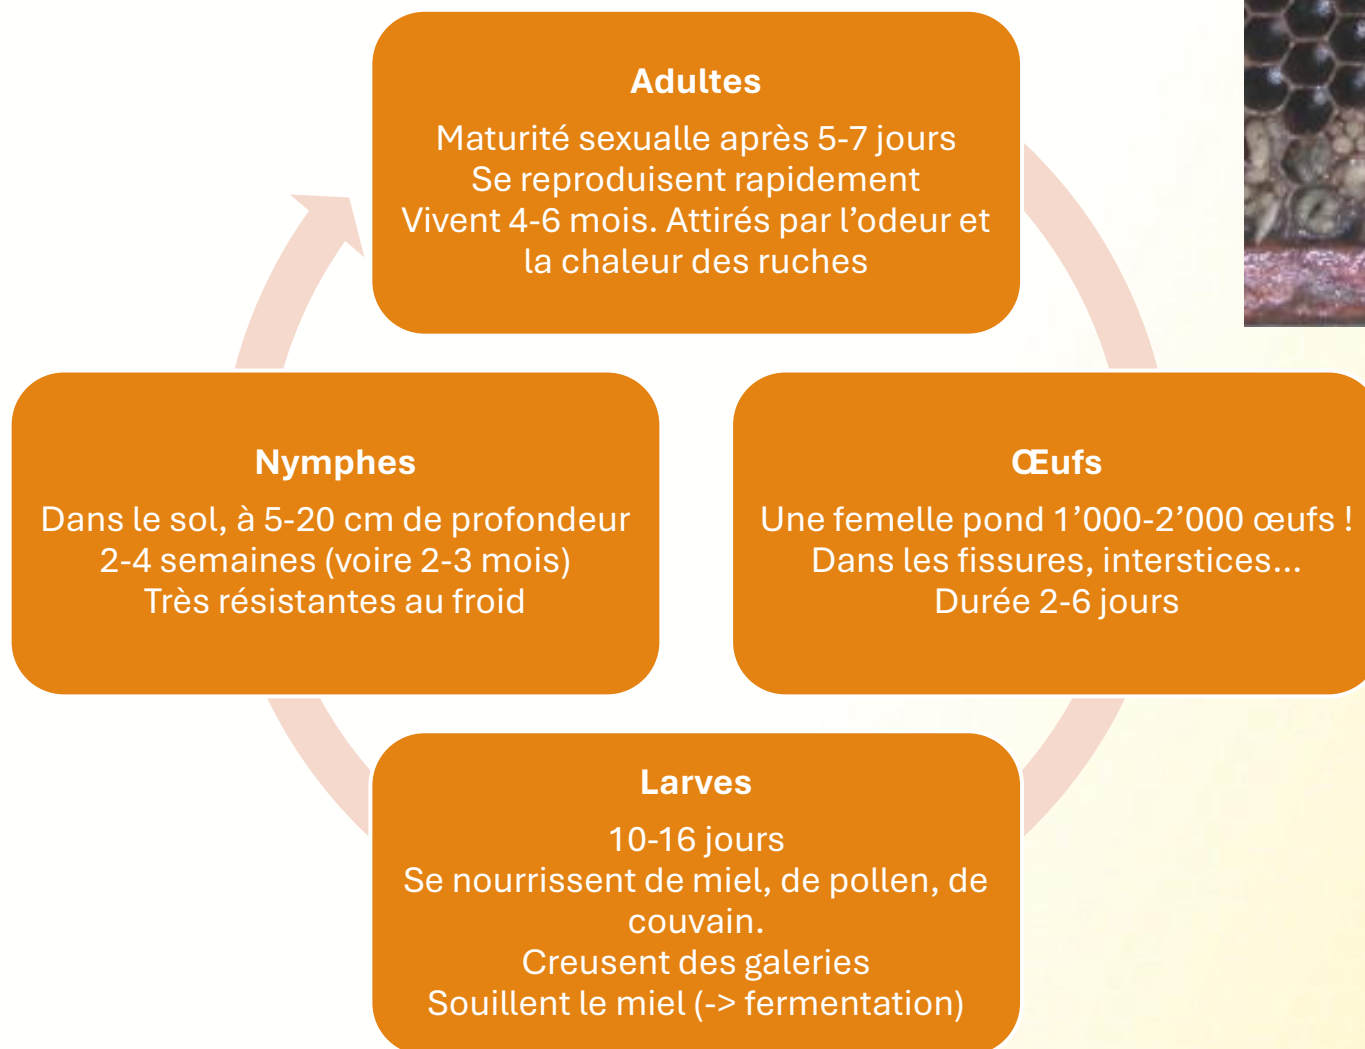 Adultes
Maturité sexualle après 5-7 jours
Se reproduisent rapidement
Vivent 4-6 mois. Attirés par l’odeur et
la chaleur des ruches
Nymphes
Dans le sol, à 5-20 cm de profondeur
2-4 semaines (voire 2-3 mois)
Très résistantes au froid
Œufs
Une femelle pond 1’000-2’000 œufs !
Dans les fissures, interstices…
Durée 2-6 jours
Larves
10-16 jours
Se nourrissent de miel, de pollen, de
couvain.
Creusent des galeries
Souillent le miel (-> fermentation)